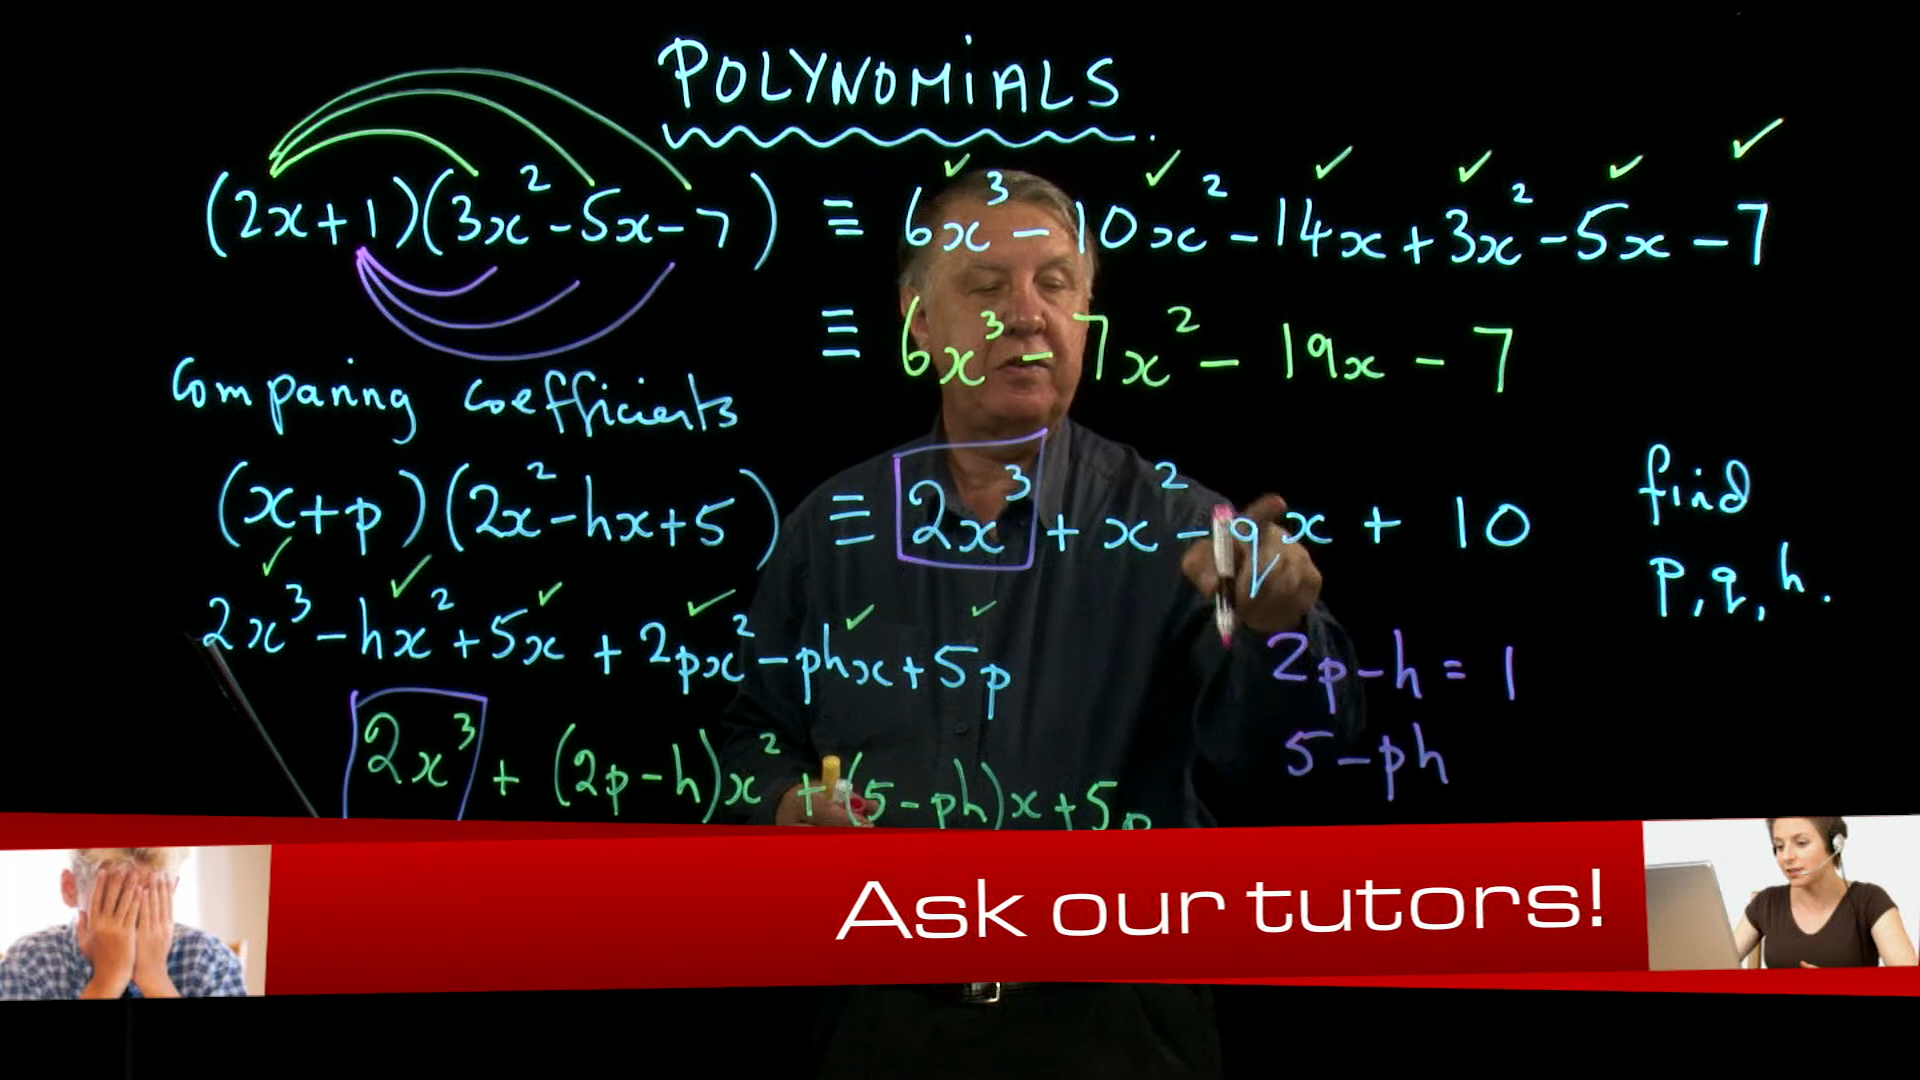 POLYNOMIALS
(2x+1)(3x²-5x-7) ≡ 6x³-10x²-14x+3x²-5x-7
≡ 6x³-7x²-19x-7
Comparing coefficients
(x+p)(2x²-hx+5) ≡ 2x³+x²-qx+10
find
p,q,h.
2x³-hx²+5x+2px²-phx+5p
2p-h=1
5-ph
2x³+(2p-h)x²+(5-ph)x+5p
Ask our tutors!